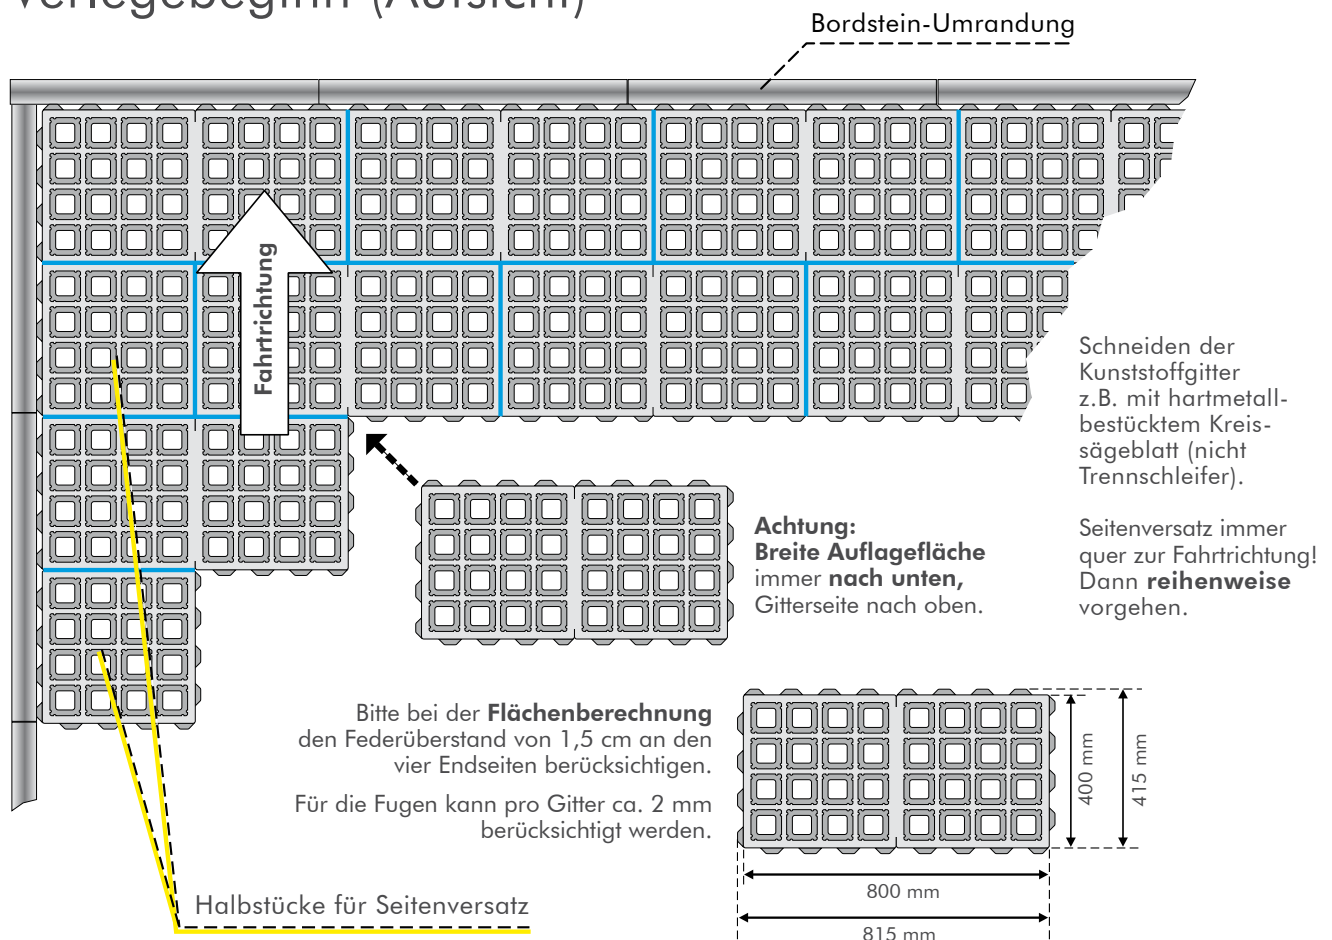 Verlegebeginn (Aufsicht)
Bordstein-Umrandung
Fahrtrichtung
Schneiden der
Kunststoffgitter
z.B. mit hartmetall-
bestücktem Kreis-
sägeblatt (nicht
Trennschleifer).
Seitenversatz immer
quer zur Fahrtrichtung!
Dann reihenweise
vorgehen.
Achtung:
Breite Auflagefläche
immer nach unten,
Gitterseite nach oben.
Bitte bei der Flächenberechnung
den Federüberstand von 1,5 cm an den
vier Endseiten berücksichtigen.
Für die Fugen kann pro Gitter ca. 2 mm
berücksichtigt werden.
400 mm
415 mm
800 mm
815 mm
Halbstücke für Seitenversatz